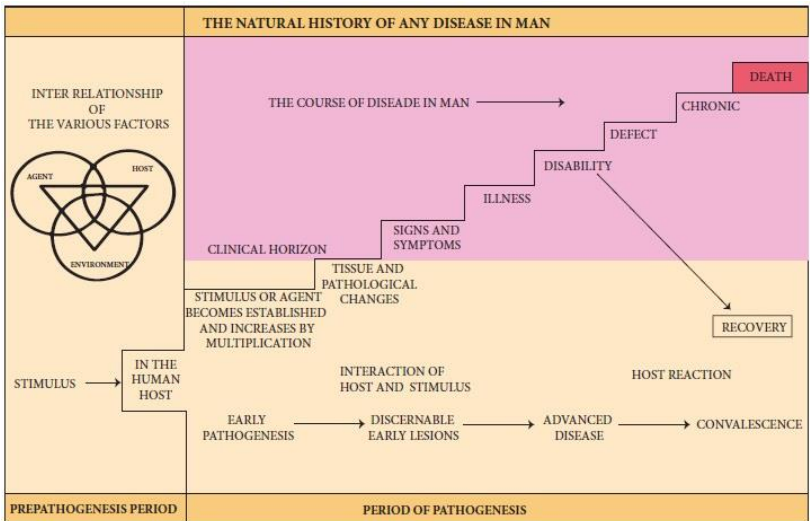 THE NATURAL HISTORY OF ANY DISEASE IN MAN
INTER RELATIONSHIP
OF
THE VARIOUS FACTORS
AGENT
HOST
ENVIRONMENT
STIMULUS
IN THE
HUMAN
HOST
THE COURSE OF DISEADE IN MAN
DEATH
CHRONIC
DEFECT
DISABILITY
ILLNESS
SIGNS AND
SYMPTOMS
CLINICAL HORIZON
TISSUE AND
PATHOLOGICAL
CHANGES
STIMULUS OR AGENT
BECOMES ESTABLISHED
AND INCREASES BY
MULTIPLICATION
RECOVERY
INTERACTION OF
HOST AND STIMULUS
HOST REACTION
EARLY
PATHOGENESIS
DISCERNABLE
EARLY LESIONS
ADVANCED
DISEASE
CONVALESCENCE
PREPATHOGENESIS PERIOD
PERIOD OF PATHOGENESIS